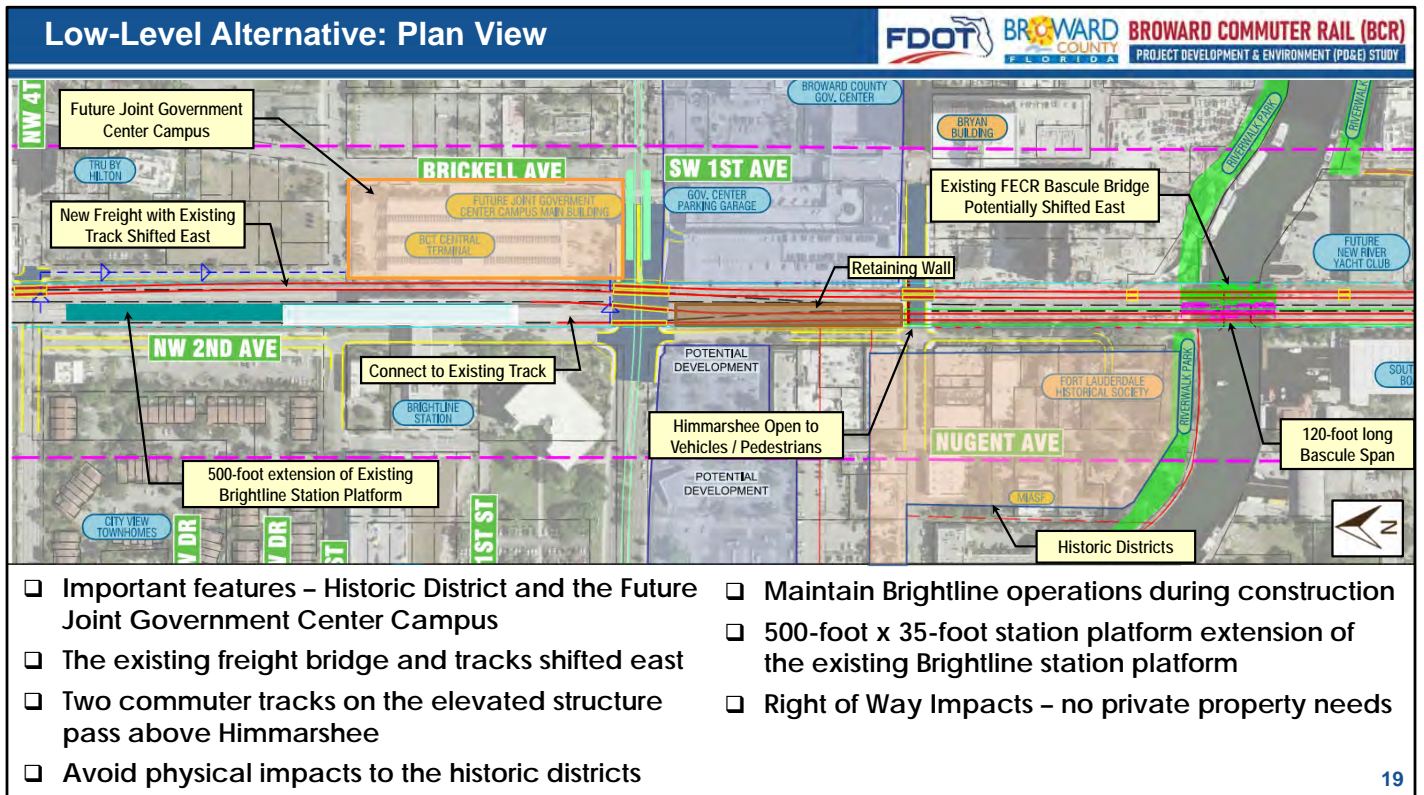 Low-Level Alternative: Plan View
FDOT
BROWARD
COUNTY
FLORIDA
BROWARD COMMUTER RAIL (BCR)
PROJECT DEVELOPMENT & ENVIRONMENT (PD&E) STUDY
NW 4T
Future Joint Government
Center Campus
TRU BY
HILTON
New Freight with Existing
Track Shifted East
BRICKELL AVE
FUTURE JOINT GOVERMENT
CENTER CAMPUS MAIN BUILDING
BCT CENTRAL
TERMINAL
SW 1ST AVE
GOV. CENTER
PARKING GARAGE
BROWARD COUNTY
GOV. CENTER
BRYAN
BUILDING
Existing FECR Bascule Bridge
Potentially Shifted East
RIVERWALK PARK
RIVERWALK
FUTURE
NEW RIVER
YACHT CLUB
Retaining Wall
NW 2ND AVE
Connect to Existing Track
BRIGHTLINE
STATION
500-foot extension of Existing
Brightline Station Platform
CITY VIEW
TOWNHOMES
V DR
V DR
ST
1ST ST
POTENTIAL
DEVELOPMENT
POTENTIAL
DEVELOPMENT
Himmarshee Open to
Vehicles / Pedestrians
FORT LAUDERDALE
HISTORICAL SOCIETY
NUGENT AVE
MIASF
RIVERWALK PARK
SOUT
BO
120-foot long
Bascule Span
Historic Districts
N
❑ Important features – Historic District and the Future
Joint Government Center Campus
❑ The existing freight bridge and tracks shifted east
❑ Two commuter tracks on the elevated structure
pass above Himmarshee
❑ Avoid physical impacts to the historic districts
❑ Maintain Brightline operations during construction
❑ 500-foot x 35-foot station platform extension of
the existing Brightline station platform
❑ Right of Way Impacts – no private property needs
19